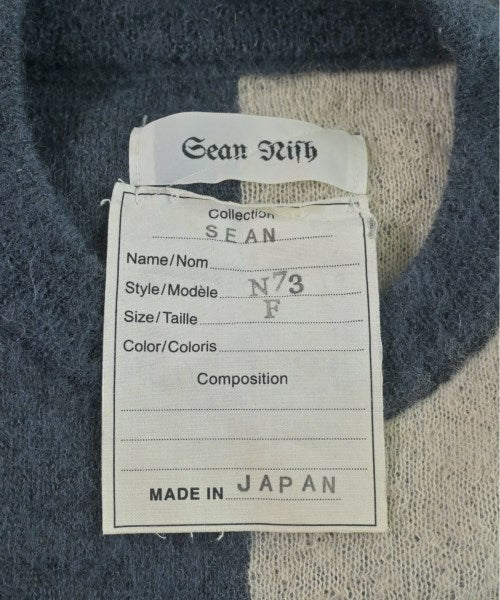 Sean Nish
Collection
SEAN
Name/Nom
Style/Modèle N73
Size/Taille F
Color/Coloris
Composition
MADE IN JAPAN